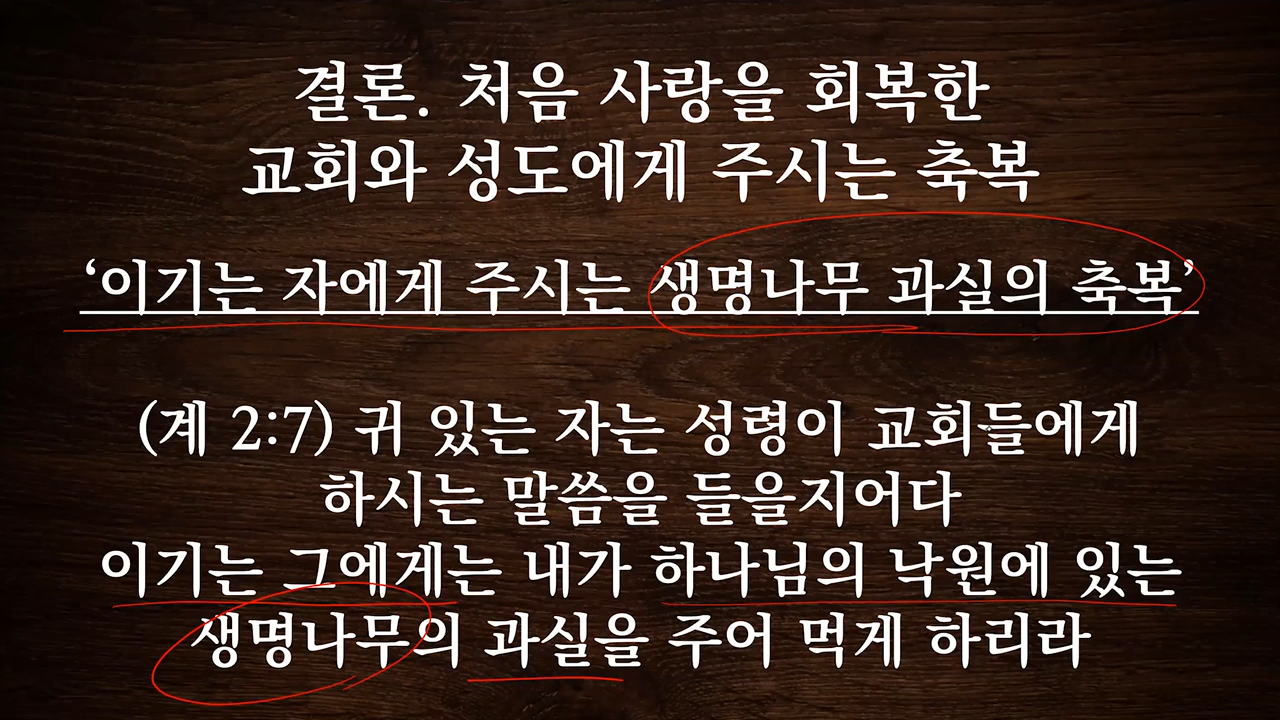 결론. 처음 사랑을 회복한
교회와 성도에게 주시는 축복
‘이기는 자에게 주시는 생명나무 과실의 축복’
(계 2:7) 귀 있는 자는 성령이 교회들에게
하시는 말씀을 들을지어다
이기는 그에게는 내가 하나님의 낙원에 있는
생명나무의 과실을 주어 먹게 하리라